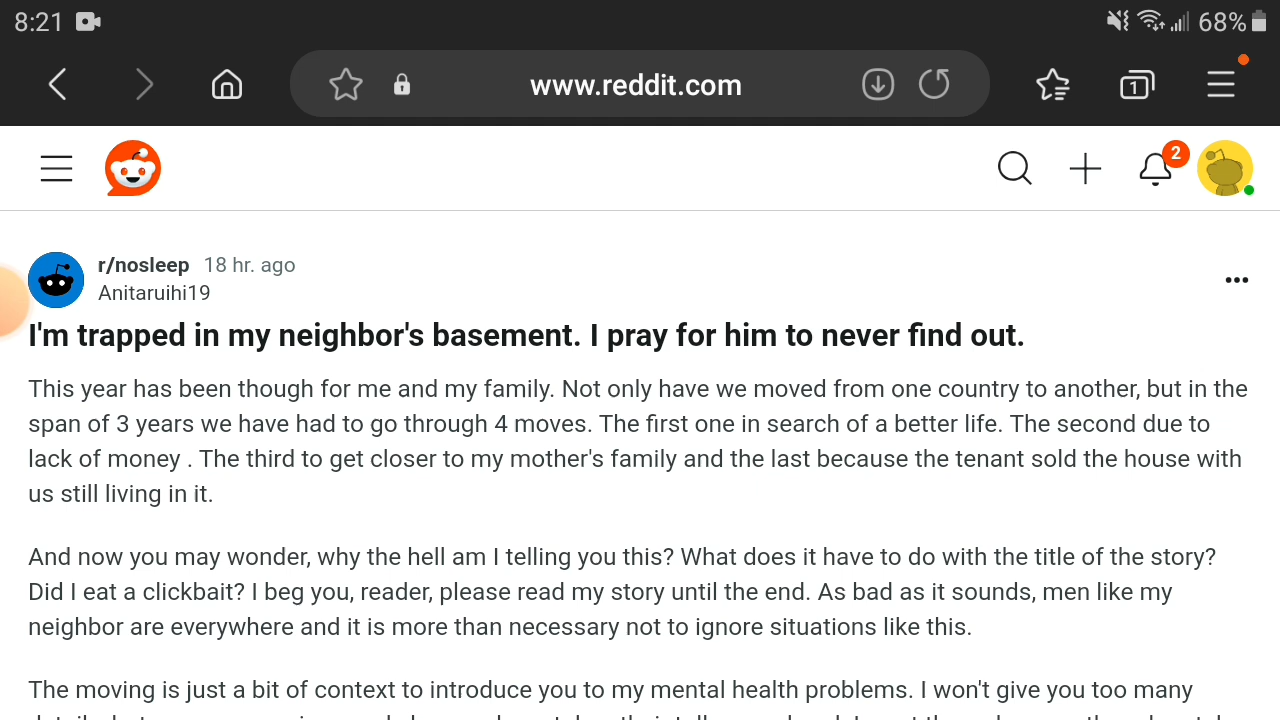 8:21
68%
www.reddit.com
1
2
r/nosleep 18 hr. ago
Anitaruihi19
I'm trapped in my neighbor's basement. I pray for him to never find out.
This year has been though for me and my family. Not only have we moved from one country to another, but in the
span of 3 years we have had to go through 4 moves. The first one in search of a better life. The second due to
lack of money . The third to get closer to my mother's family and the last because the tenant sold the house with
us still living in it.
And now you may wonder, why the hell am I telling you this? What does it have to do with the title of the story?
Did I eat a clickbait? I beg you, reader, please read my story until the end. As bad as it sounds, men like my
neighbor are everywhere and it is more than necessary not to ignore situations like this.
The moving is just a bit of context to introduce you to my mental health problems. I won't give you too many